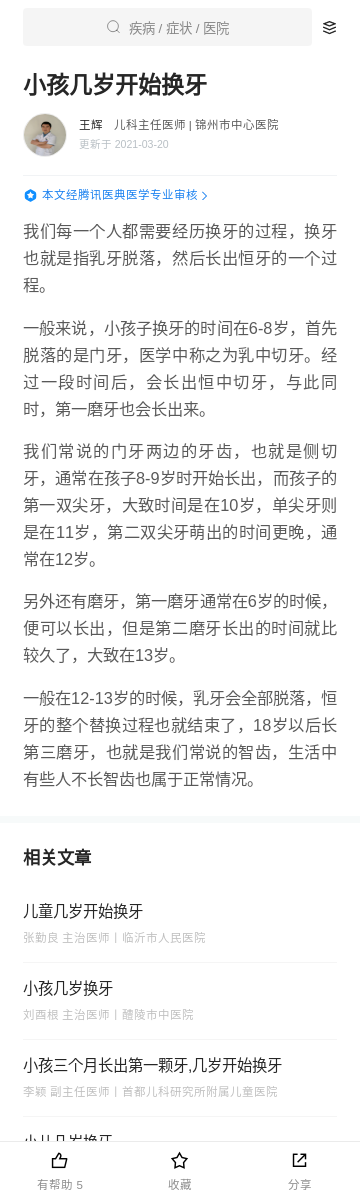 疾病 / 症状 / 医院
小孩几岁开始换牙
王辉 儿科主任医师 | 锦州市中心医院
更新于 2021-03-20
本文经腾讯医典医学专业审核
我们每一个人都需要经历换牙的过程，换牙
也就是指乳牙脱落，然后长出恒牙的一个过
程。
一般来说，小孩子换牙的时间在6-8岁，首先
脱落的是门牙，医学中称之为乳中切牙。经
过一段时间后，会长出恒中切牙，与此同
时，第一磨牙也会长出来。
我们常说的门牙两边的牙齿，也就是侧切
牙，通常在孩子8-9岁时开始长出，而孩子的
第一双尖牙，大致时间是在10岁，单尖牙则
是在11岁，第二双尖牙萌出的时间更晚，通
常在12岁。
另外还有磨牙，第一磨牙通常在6岁的时候，
便可以长出，但是第二磨牙长出的时间就比
较久了，大致在13岁。
一般在12-13岁的时候，乳牙会全部脱落，恒
牙的整个替换过程也就结束了，18岁以后长
第三磨牙，也就是我们常说的智齿，生活中
有些人不长智齿也属于正常情况。
相关文章
儿童几岁开始换牙
张勤良 主治医师丨临沂市人民医院
小孩几岁换牙
刘酉根 主治医师丨醴陵市中医院
小孩三个月长出第一颗牙,几岁开始换牙
李颖 副主任医师丨首都儿科研究所附属儿童医院
小儿几岁换牙
有帮助 5
收藏
分享